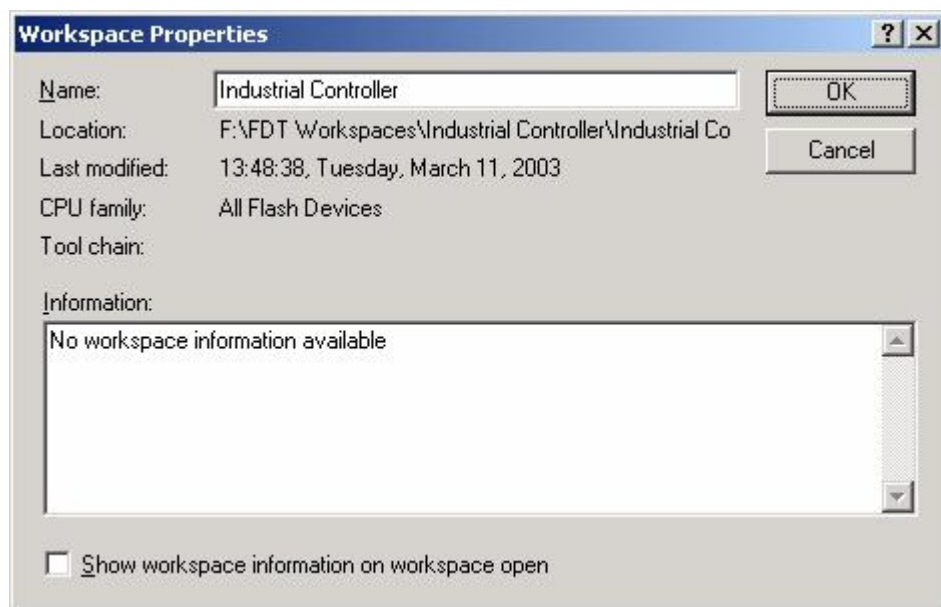 Workspace Properties
Name: Industrial Controller
OK
Location: F:\FDT Workspaces\Industrial Controller\Industrial Co
Last modified: 13:48:38, Tuesday, March 11, 2003
Cancel
CPU family: All Flash Devices
Tool chain:
Information:
No workspace information available
Show workspace information on workspace open